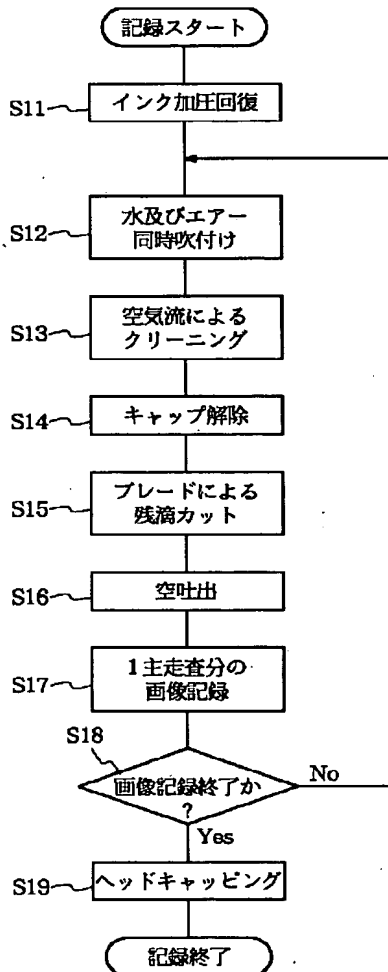 記録スタート
S11
インク加圧回復
S12
水及びエアー
同時吹付け
S13
空気流による
クリーニング
S14
キャップ解除
S15
ブレードによる
残滴カット
S16
空吐出
S17
1主走査分の
画像記録
S18
画像記録終了か
?
No
Yes
S19
ヘッドキャッピング
記録終了